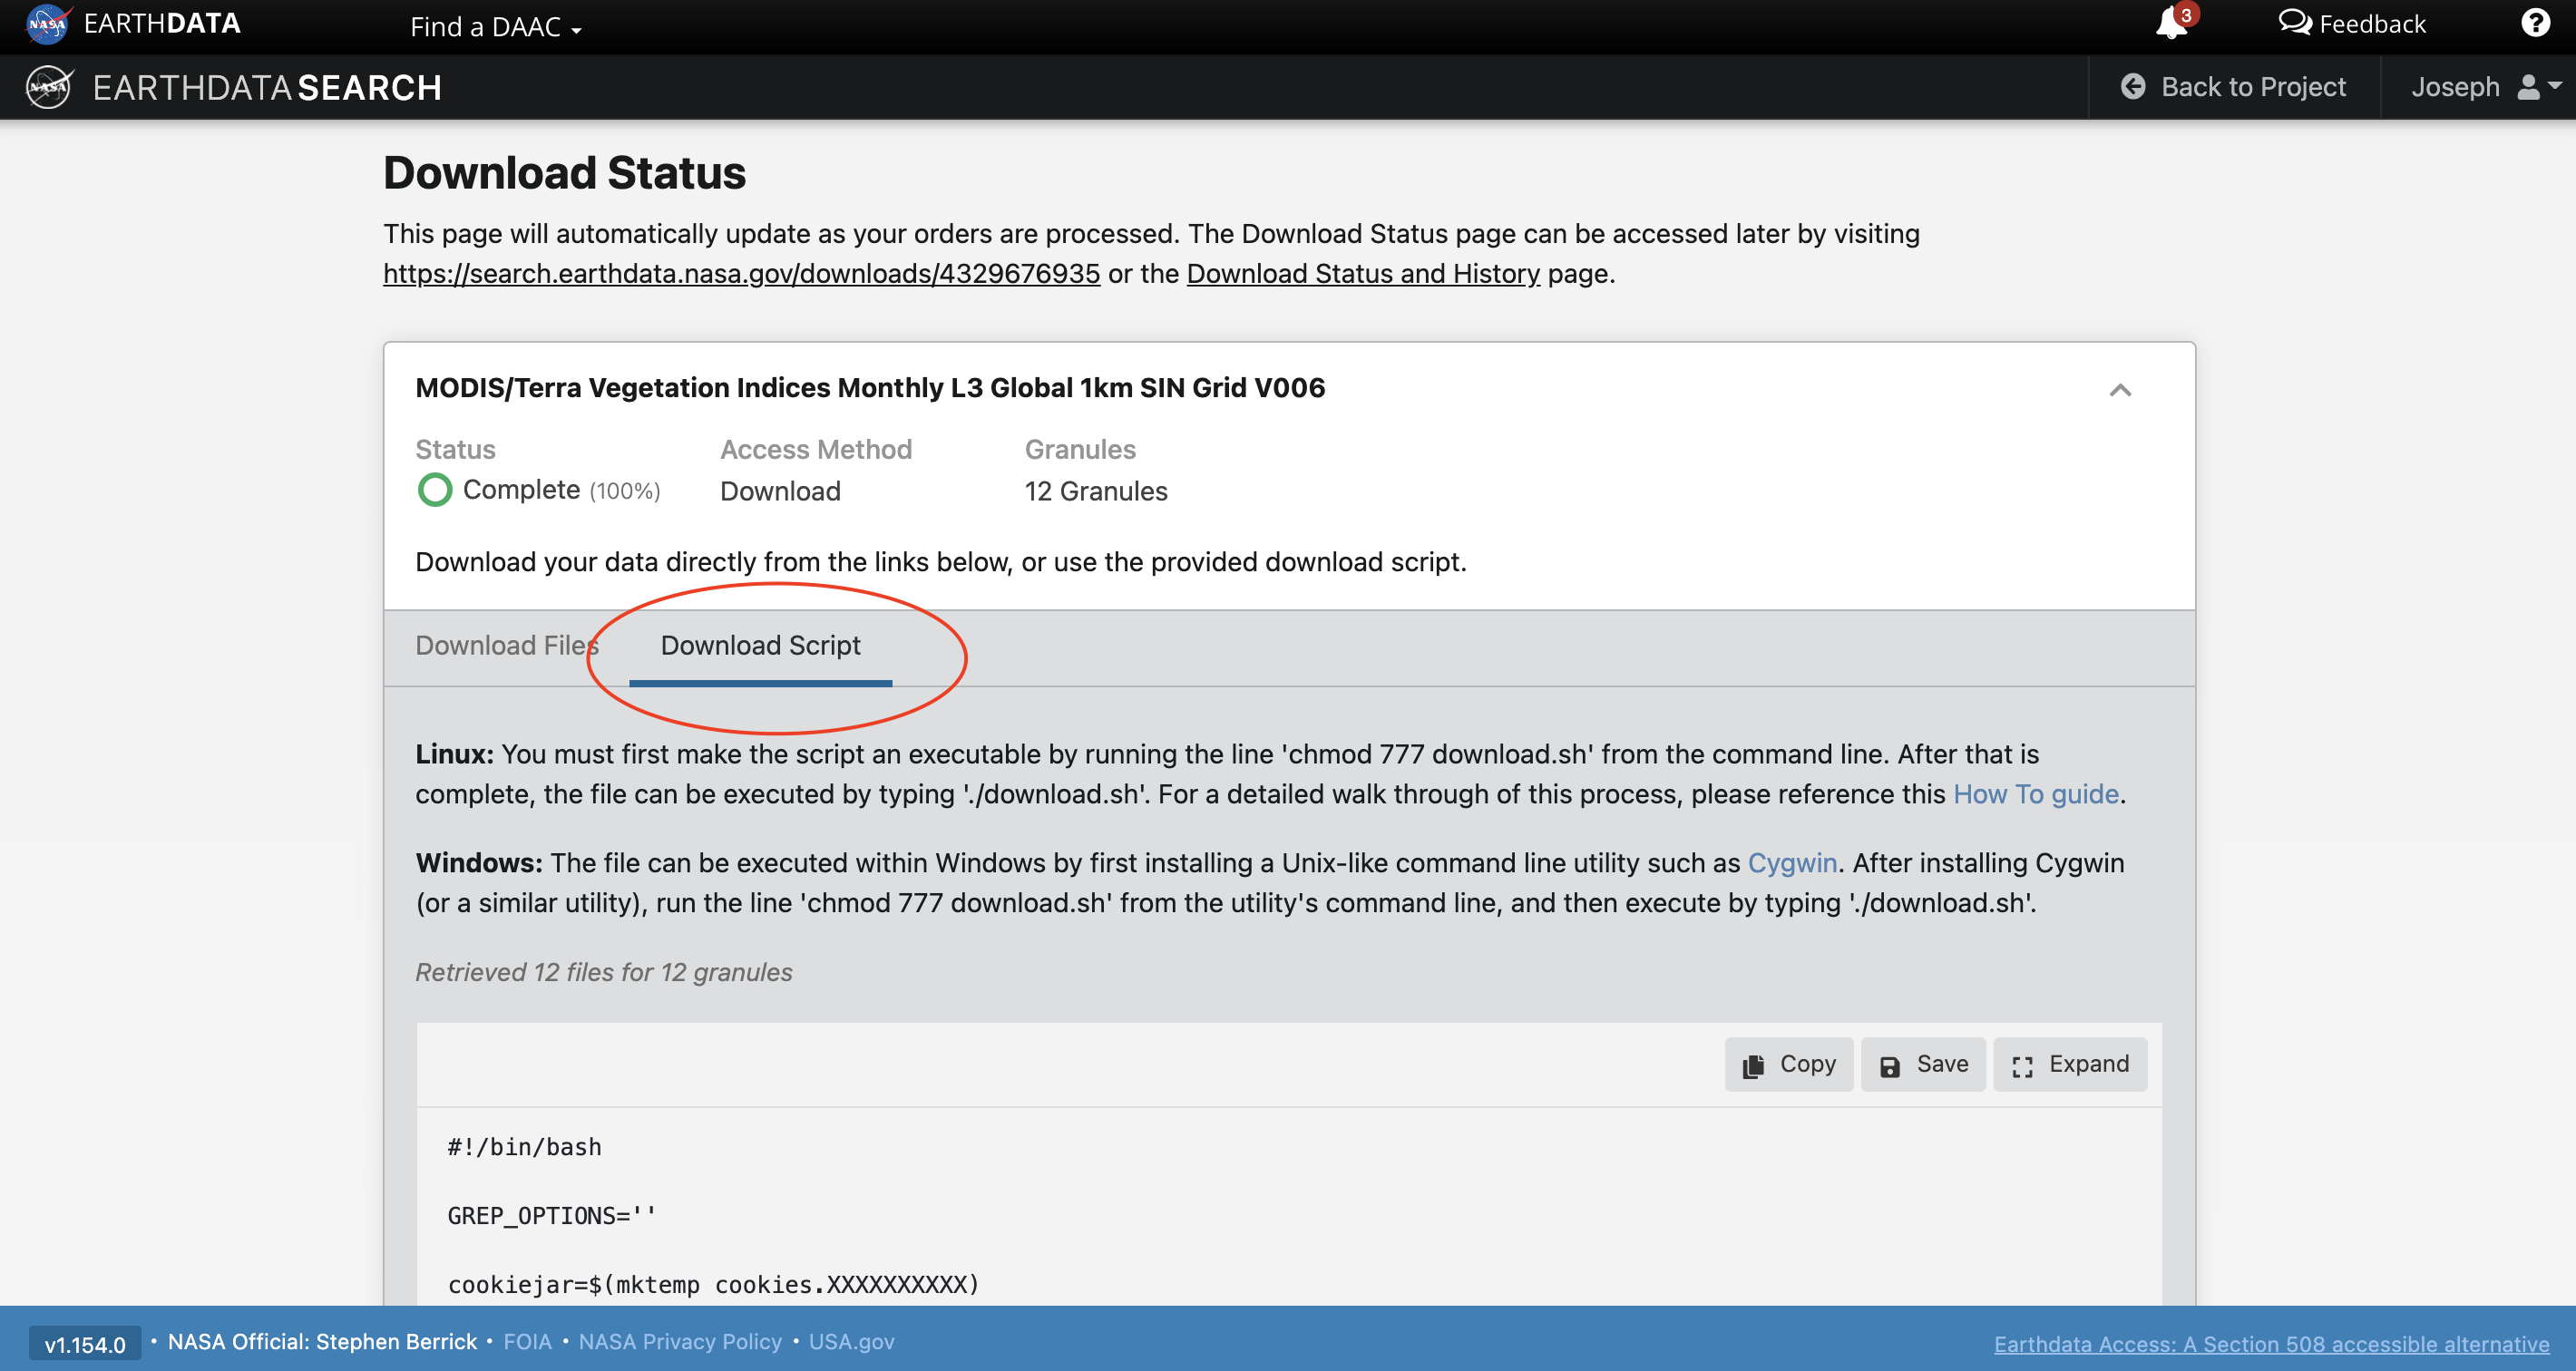 NASA EARTHDATA Find a DAAC 3 Feedback ?
NASA EARTHDATA SEARCH Back to Project Joseph
Download Status
This page will automatically update as your orders are processed. The Download Status page can be accessed later by visiting
https://search.earthdata.nasa.gov/downloads/4329676935 or the Download Status and History page.
MODIS/Terra Vegetation Indices Monthly L3 Global 1km SIN Grid V006
Status Access Method Granules
Complete (100%) Download 12 Granules
Download your data directly from the links below, or use the provided download script.
Download Files Download Script
Linux: You must first make the script an executable by running the line 'chmod 777 download.sh' from the command line. After that is
complete, the file can be executed by typing './download.sh'. For a detailed walk through of this process, please reference this How To guide.
Windows: The file can be executed within Windows by first installing a Unix-like command line utility such as Cygwin. After installing Cygwin
(or a similar utility), run the line 'chmod 777 download.sh' from the utility's command line, and then execute by typing './download.sh'.
Retrieved 12 files for 12 granules
Copy Save Expand
#!/bin/bash
GREP_OPTIONS=''
cookiejar=$(mktemp cookies.XXXXXXXXXX)
v1.154.0 • NASA Official: Stephen Berrick • FOIA • NASA Privacy Policy • USA.gov Earthdata Access: A Section 508 accessible alternative